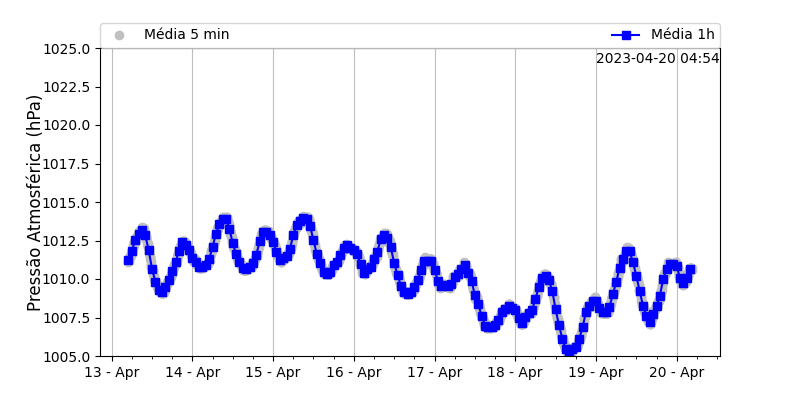 Média 5 min
Média 1h
2023-04-20 04:54
Pressão Atmosférica (hPa)
1025.0
1022.5
1020.0
1017.5
1015.0
1012.5
1010.0
1007.5
1005.0
13 - Apr
14 - Apr
15 - Apr
16 - Apr
17 - Apr
18 - Apr
19 - Apr
20 - Apr